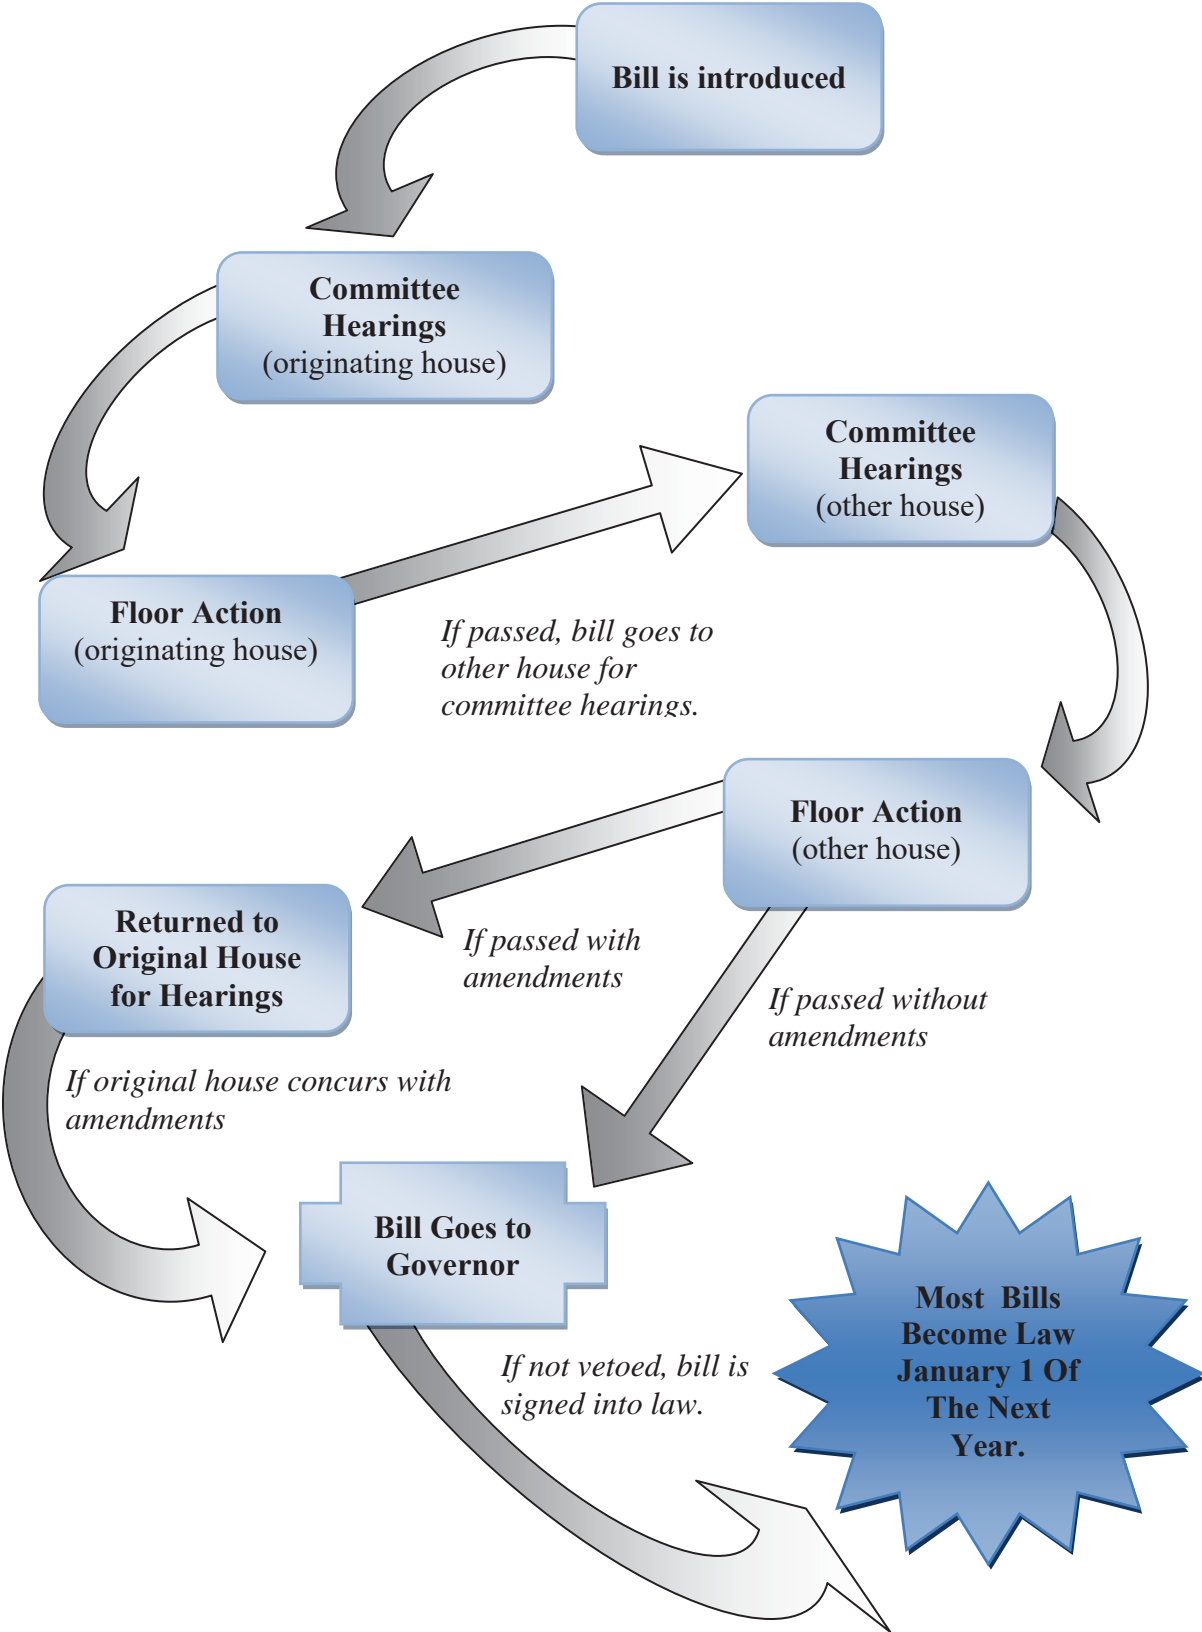 Bill is introduced
Committee
Hearings
(originating house)
Committee
Hearings
(other house)
Floor Action
(originating house)
If passed, bill goes to
other house for
committee hearings.
Floor Action
(other house)
Returned to
Original House
for Hearings
If passed with
amendments
If passed without
amendments
If original house concurs with
amendments
Bill Goes to
Governor
If not vetoed, bill is
signed into law.
Most Bills
Become Law
January 1 Of
The Next
Year.